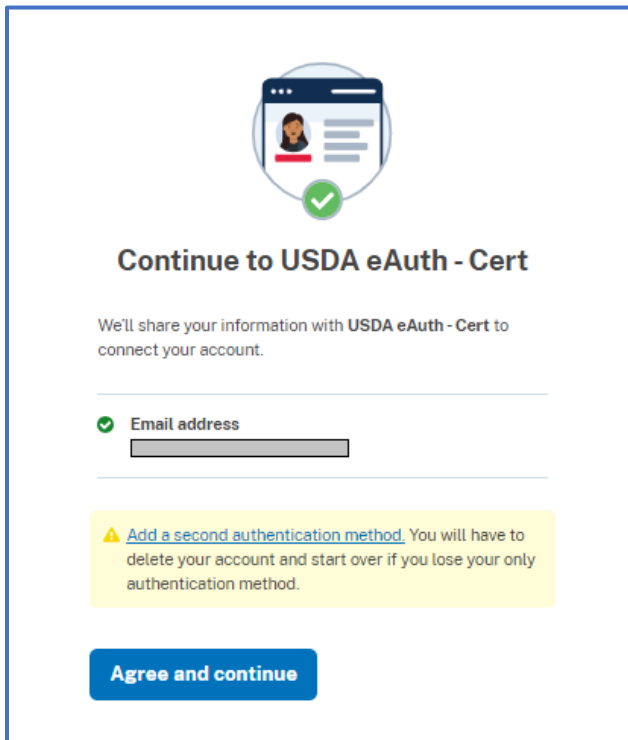 Continue to USDA eAuth - Cert
We'll share your information with USDA eAuth - Cert to
connect your account.
Email address
Add a second authentication method. You will have to
delete your account and start over if you lose your only
authentication method.
Agree and continue